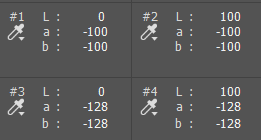 #1 L : 0
a : -100
b : -100
#2 L : 100
a : -100
b : -100
#3 L : 0
a : -128
b : -128
#4 L : 100
a : -128
b : -128